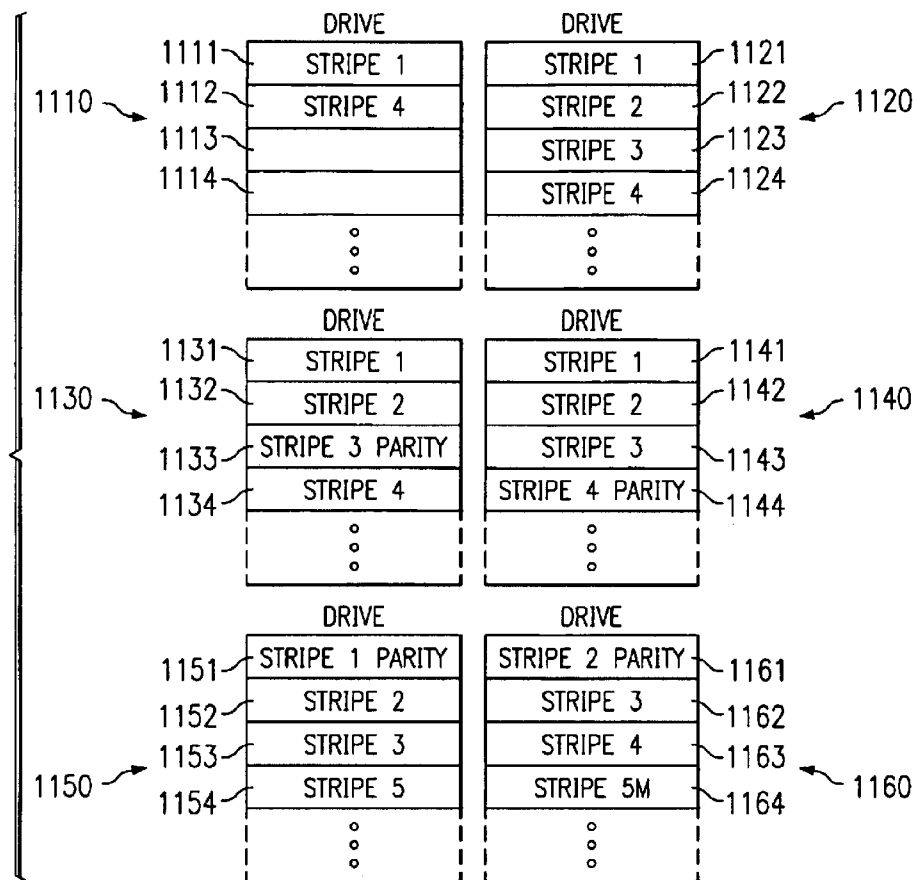 DRIVE DRIVE
1111 STRIPE 1 STRIPE 1 1121
1110 1112 STRIPE 4 STRIPE 2 1122 1120
1113 STRIPE 3 1123
1114 STRIPE 4 1124
DRIVE DRIVE
1131 STRIPE 1 STRIPE 1 1141
1130 1132 STRIPE 2 STRIPE 2 1142 1140
1133 STRIPE 3 PARITY STRIPE 3 1143
1134 STRIPE 4 STRIPE 4 PARITY 1144
DRIVE DRIVE
1151 STRIPE 1 PARITY STRIPE 2 PARITY 1161
1152 STRIPE 2 STRIPE 3 1162
1153 STRIPE 3 STRIPE 4 1163
1150 1154 STRIPE 5 STRIPE 5M 1164 1160